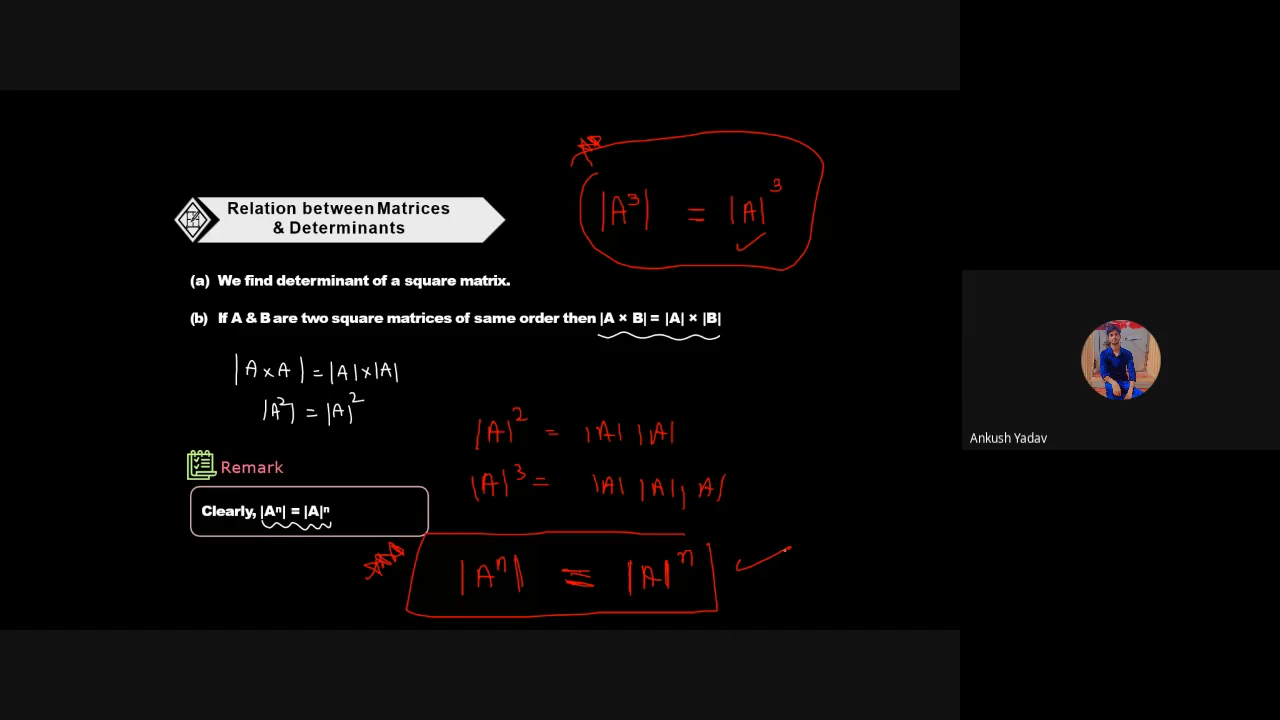 |A³| = |A|³
Relation between Matrices
& Determinants
(a) We find determinant of a square matrix.
(b) If A & B are two square matrices of same order then |A × B| = |A| × |B|
|A × A| = |A| × |A|
|A²| = |A|²
|A|² = |A| |A|
|A|³ = |A| |A| |A|
Remark
Clearly, |Aⁿ| = |A|ⁿ
|Aⁿ| = |A|ⁿ
Ankush Yadav